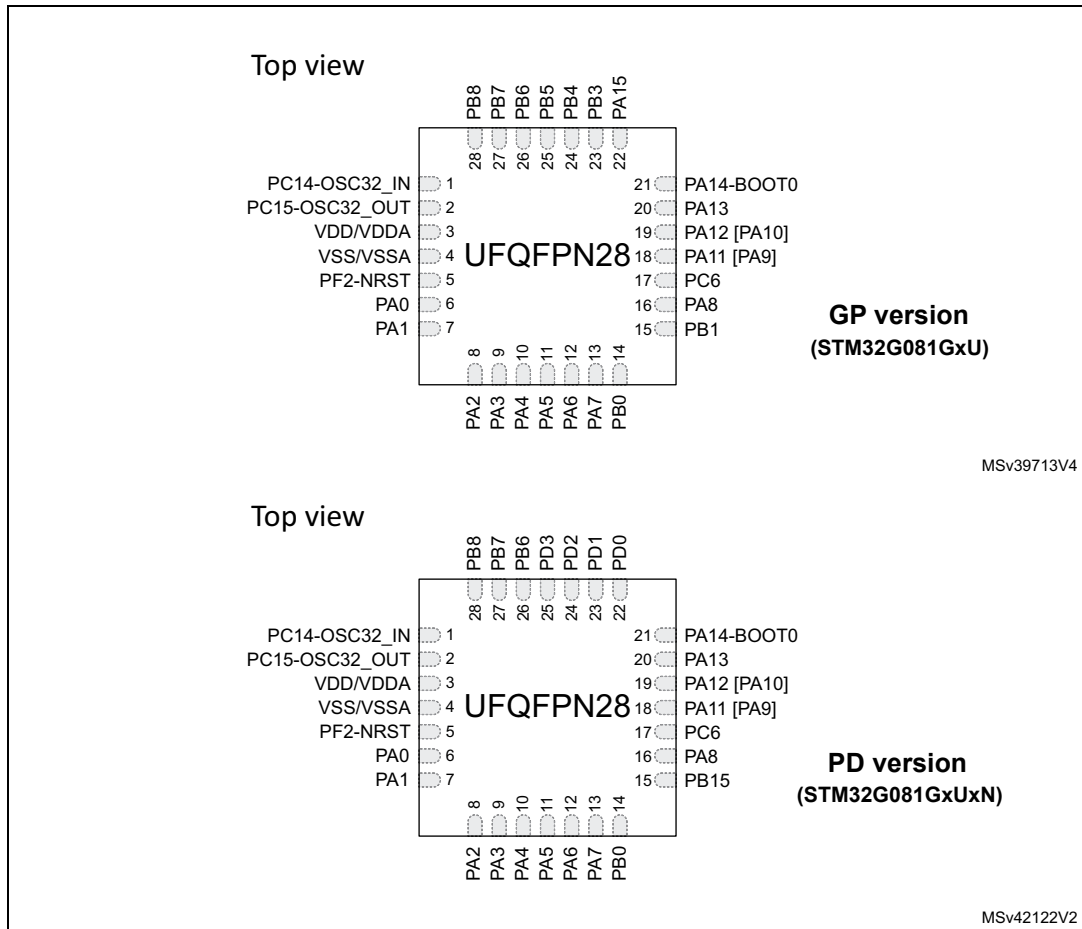 Top view
PB8
PB7
PB6
PB5
PB4
PB3
PA15
28
27
26
25
24
23
22
PC14-OSC32_IN 1
PC15-OSC32_OUT 2
VDD/VDDA 3
VSS/VSSA 4
PF2-NRST 5
PA0 6
PA1 7
UFQFPN28
21 PA14-BOOT0
20 PA13
19 PA12 [PA10]
18 PA11 [PA9]
17 PC6
16 PA8
15 PB1
8
9
10
11
12
13
14
PA2
PA3
PA4
PA5
PA6
PA7
PB0
GP version
(STM32G081GxU)
MSv39713V4
Top view
PB8
PB7
PB6
PD3
PD2
PD1
PD0
28
27
26
25
24
23
22
PC14-OSC32_IN 1
PC15-OSC32_OUT 2
VDD/VDDA 3
VSS/VSSA 4
PF2-NRST 5
PA0 6
PA1 7
UFQFPN28
21 PA14-BOOT0
20 PA13
19 PA12 [PA10]
18 PA11 [PA9]
17 PC6
16 PA8
15 PB15
8
9
10
11
12
13
14
PA2
PA3
PA4
PA5
PA6
PA7
PB0
PD version
(STM32G081GxUxN)
MSv42122V2